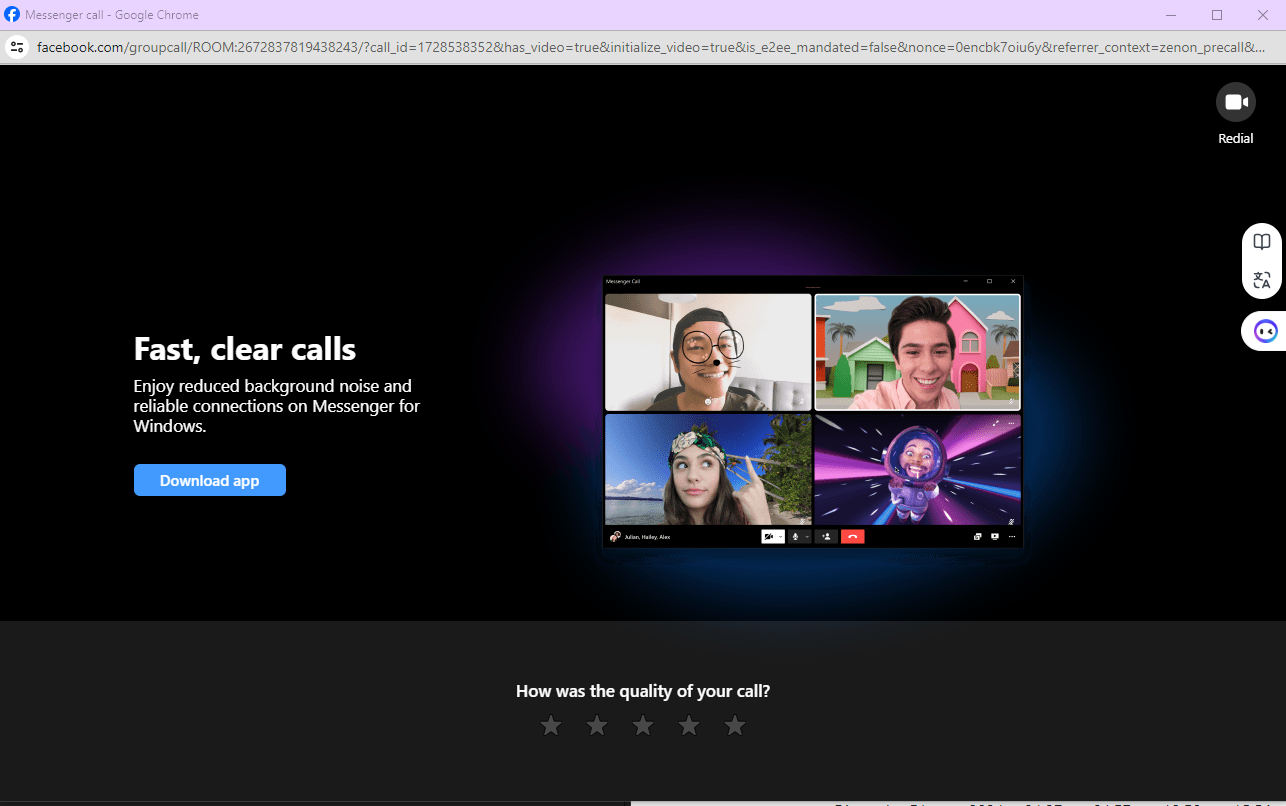 Messenger call - Google Chrome
facebook.com/groupcall/ROOM:2672837819438243/?call_id=1728538352&has_video=true&initialize_video=true&is_e2ee_mandated=false&nonce=0encbk7oiu6y&referrer_context=zenon_precall&...
Redial
Messenger Call
Fast, clear calls
Enjoy reduced background noise and
reliable connections on Messenger for
Windows.
Download app
Julian, Hailey, Alex
How was the quality of your call?